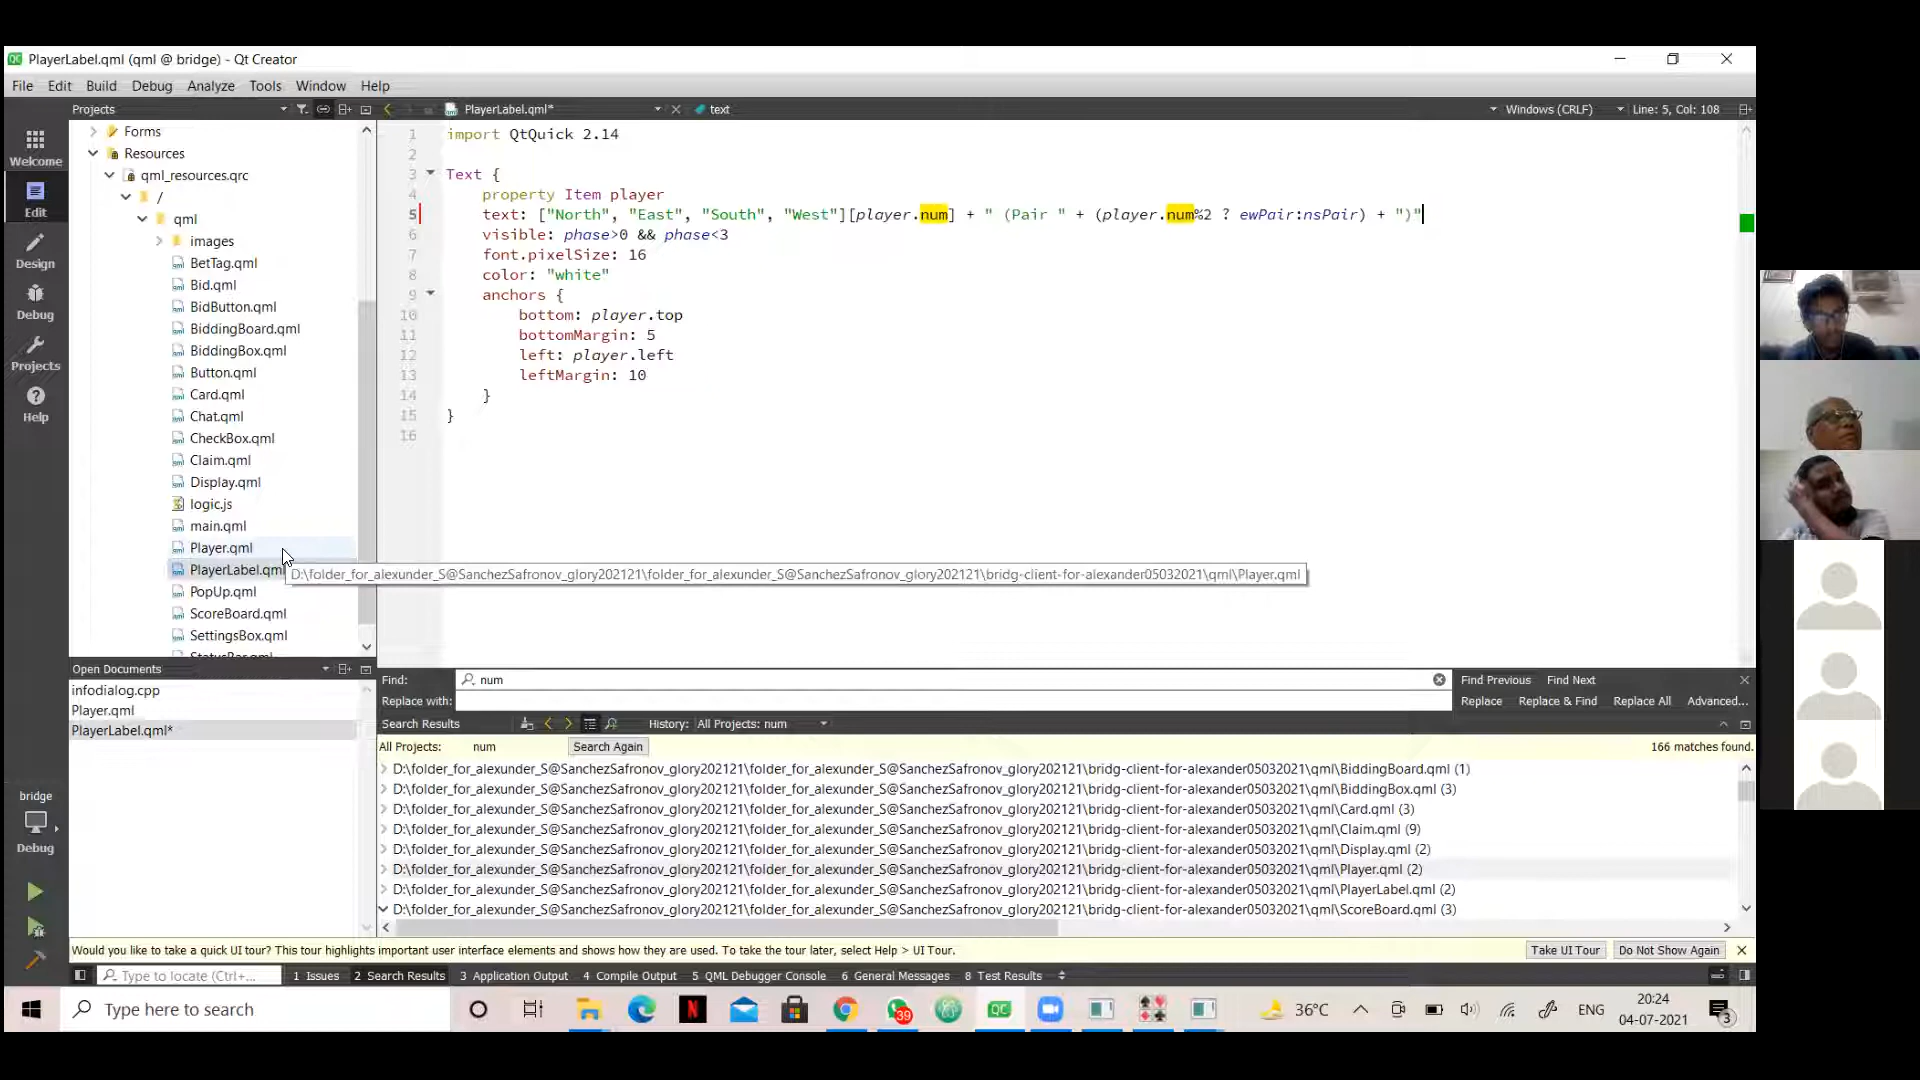 PlayerLabel.qml (qml @ bridge) - Qt Creator
File Edit Build Debug Analyze Tools Window Help
Projects
PlayerLabel.qml*
text
Windows (CRLF)
Line: 5, Col: 108
Welcome
Edit
Design
Debug
Projects
Help
Forms
Resources
qml_resources.qrc
/
qml
images
BetTag.qml
Bid.qml
BidButton.qml
BiddingBoard.qml
BiddingBox.qml
Button.qml
Card.qml
Chat.qml
CheckBox.qml
Claim.qml
Display.qml
logic.js
main.qml
Player.qml
PlayerLabel.qml
PopUp.qml
ScoreBoard.qml
SettingsBox.qml
StatusBar.qml
1 import QtQuick 2.14
2
3 Text {
4 property Item player
5 text: ["North", "East", "South", "West"][player.num] + " (Pair " + (player.num%2 ? ewPair:nsPair) + ")"
6 visible: phase>0 && phase<3
7 font.pixelSize: 16
8 color: "white"
9 anchors {
10 bottom: player.top
11 bottomMargin: 5
12 left: player.left
13 leftMargin: 10
14 }
15 }
16
D:\folder_for_alexunder_S@SanchezSafronov_glory202121\folder_for_alexunder_S@SanchezSafronov_glory202121\bridg-client-for-alexander05032021\qml\Player.qml
Open Documents
infodialog.cpp
Player.qml
PlayerLabel.qml*
bridge
Debug
Find: num
Find Previous Find Next
Replace with:
Replace Replace & Find Replace All Advanced...
Search Results
History: All Projects: num
All Projects: num Search Again
166 matches found.
D:\folder_for_alexunder_S@SanchezSafronov_glory202121\folder_for_alexunder_S@SanchezSafronov_glory202121\bridg-client-for-alexander05032021\qml\BiddingBoard.qml (1)
D:\folder_for_alexunder_S@SanchezSafronov_glory202121\folder_for_alexunder_S@SanchezSafronov_glory202121\bridg-client-for-alexander05032021\qml\BiddingBox.qml (3)
D:\folder_for_alexunder_S@SanchezSafronov_glory202121\folder_for_alexunder_S@SanchezSafronov_glory202121\bridg-client-for-alexander05032021\qml\Card.qml (3)
D:\folder_for_alexunder_S@SanchezSafronov_glory202121\folder_for_alexunder_S@SanchezSafronov_glory202121\bridg-client-for-alexander05032021\qml\Claim.qml (9)
D:\folder_for_alexunder_S@SanchezSafronov_glory202121\folder_for_alexunder_S@SanchezSafronov_glory202121\bridg-client-for-alexander05032021\qml\Display.qml (2)
D:\folder_for_alexunder_S@SanchezSafronov_glory202121\folder_for_alexunder_S@SanchezSafronov_glory202121\bridg-client-for-alexander05032021\qml\Player.qml (2)
D:\folder_for_alexunder_S@SanchezSafronov_glory202121\folder_for_alexunder_S@SanchezSafronov_glory202121\bridg-client-for-alexander05032021\qml\PlayerLabel.qml (2)
D:\folder_for_alexunder_S@SanchezSafronov_glory202121\folder_for_alexunder_S@SanchezSafronov_glory202121\bridg-client-for-alexander05032021\qml\ScoreBoard.qml (3)
Would you like to take a quick UI tour? This tour highlights important user interface elements and shows how they are used. To take the tour later, select Help > UI Tour.
Take UI Tour Do Not Show Again
Type to locate (Ctrl+...
1 Issues 2 Search Results 3 Application Output 4 Compile Output 5 QML Debugger Console 6 General Messages 8 Test Results
Type here to search
QC
39
36°C
ENG
20:24
04-07-2021
3